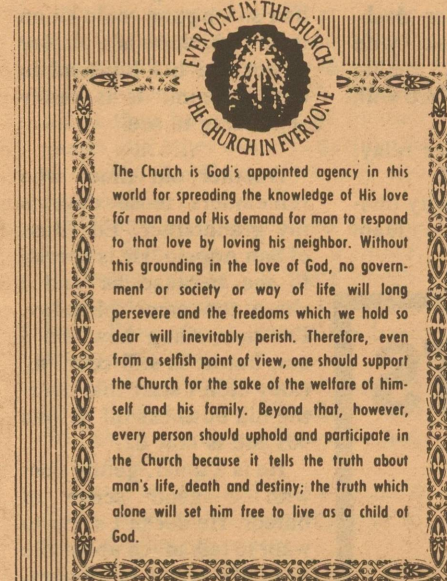 EVERYONE IN THE CHURCH
THE CHURCH IN EVERYONE
The Church is God's appointed agency in this
world for spreading the knowledge of His love
for man and of His demand for man to respond
to that love by loving his neighbor. Without
this grounding in the love of God, no govern-
ment or society or way of life will long
persevere and the freedoms which we hold so
dear will inevitably perish. Therefore, even
from a selfish point of view, one should support
the Church for the sake of the welfare of him-
self and his family. Beyond that, however,
every person should uphold and participate in
the Church because it tells the truth about
man's life, death and destiny; the truth which
alone will set him free to live as a child of
God.